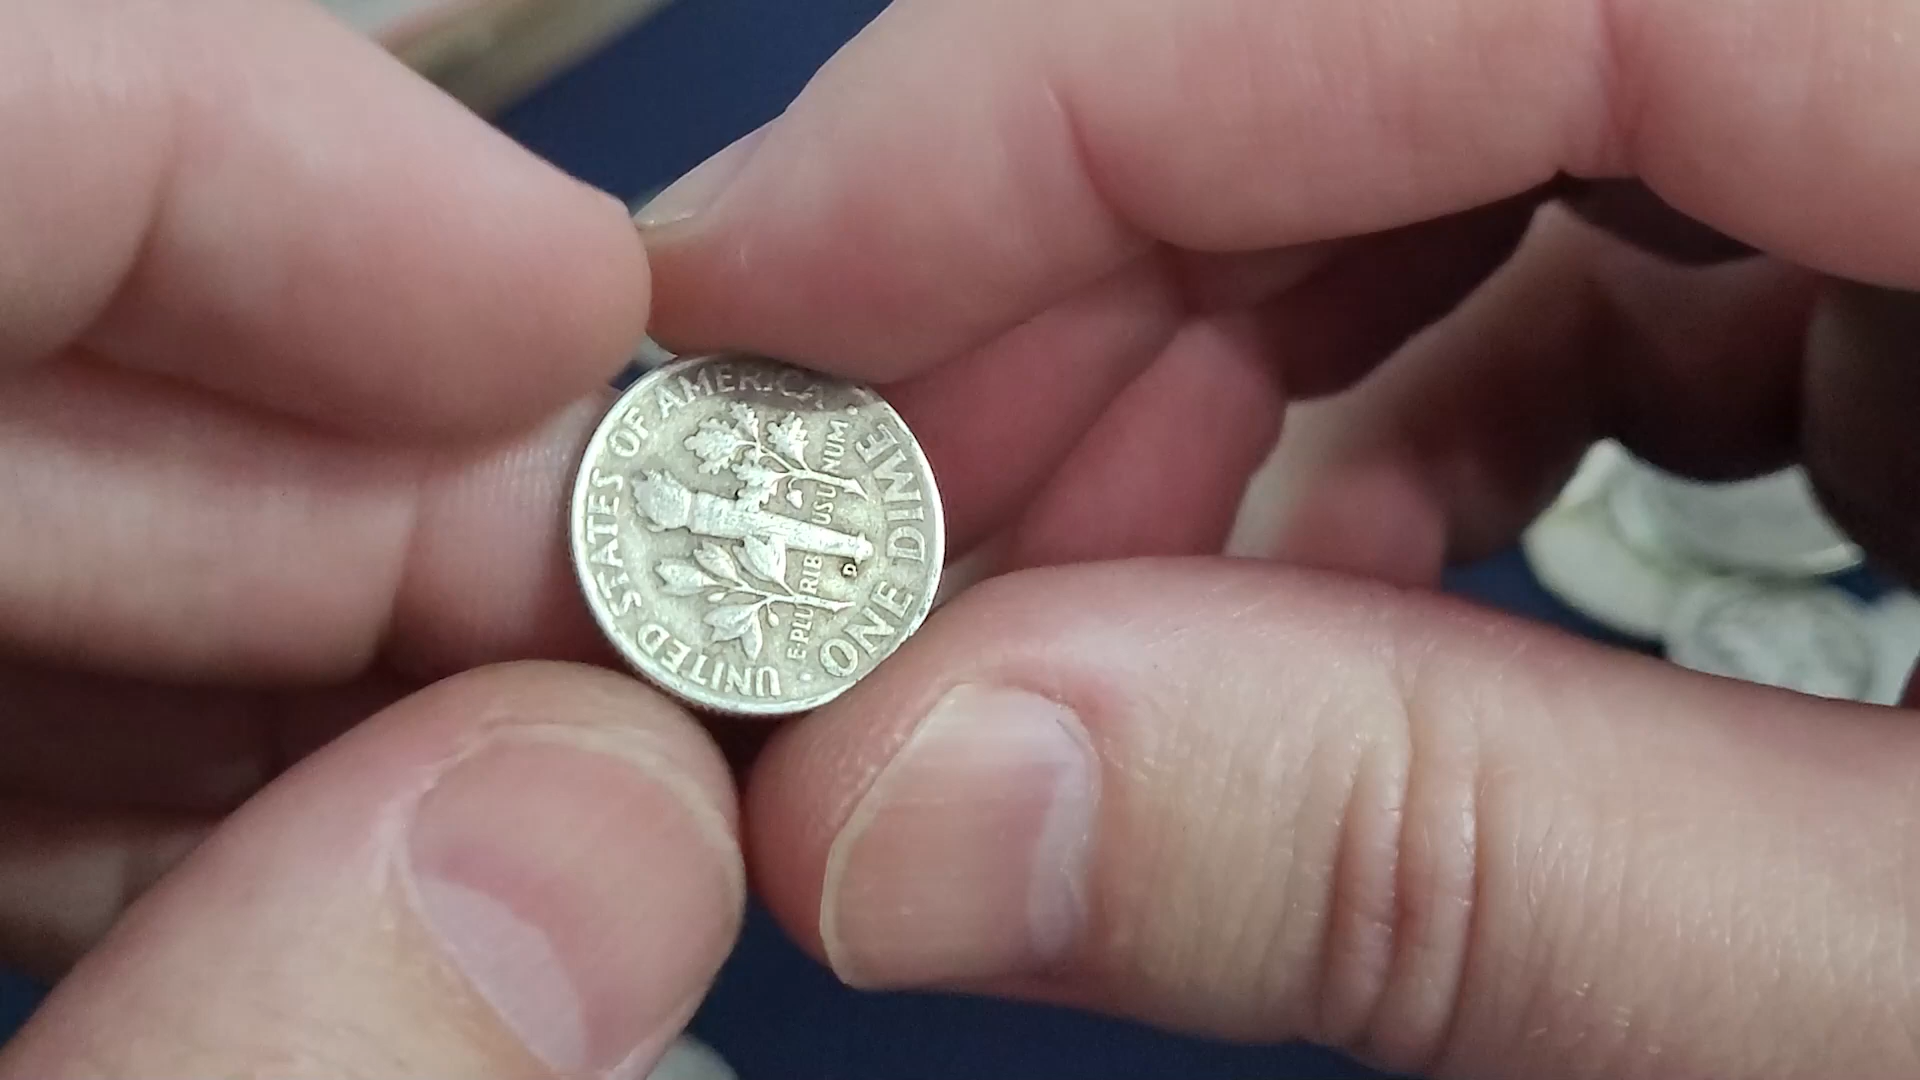 UNITED STATES OF AMERICA
E·PLURIBUS·UNUM
D
· ONE DIME ·